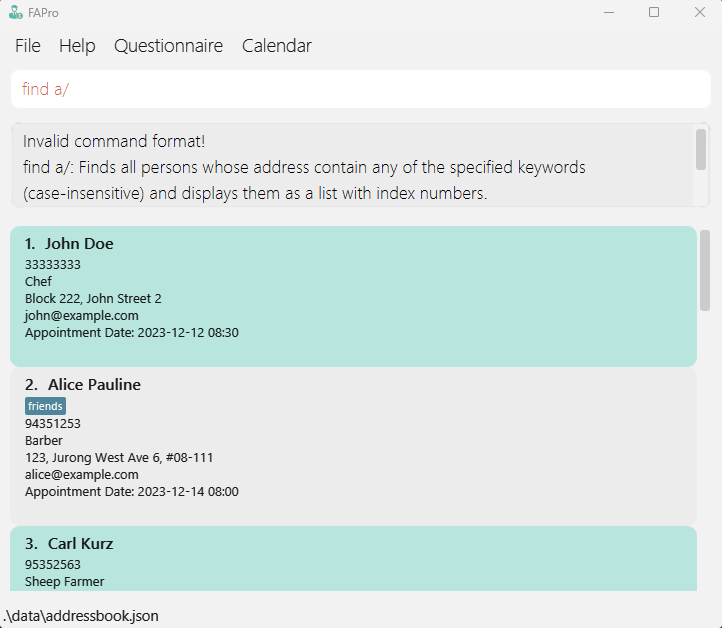 FAPro
File Help Questionnaire Calendar
find a/
Invalid command format!
find a/: Finds all persons whose address contain any of the specified keywords
(case-insensitive) and displays them as a list with index numbers.
1. John Doe
33333333
Chef
Block 222, John Street 2
john@example.com
Appointment Date: 2023-12-12 08:30
2. Alice Pauline
friends
94351253
Barber
123, Jurong West Ave 6, #08-111
alice@example.com
Appointment Date: 2023-12-14 08:00
3. Carl Kurz
95352563
Sheep Farmer
.\data\addressbook.json